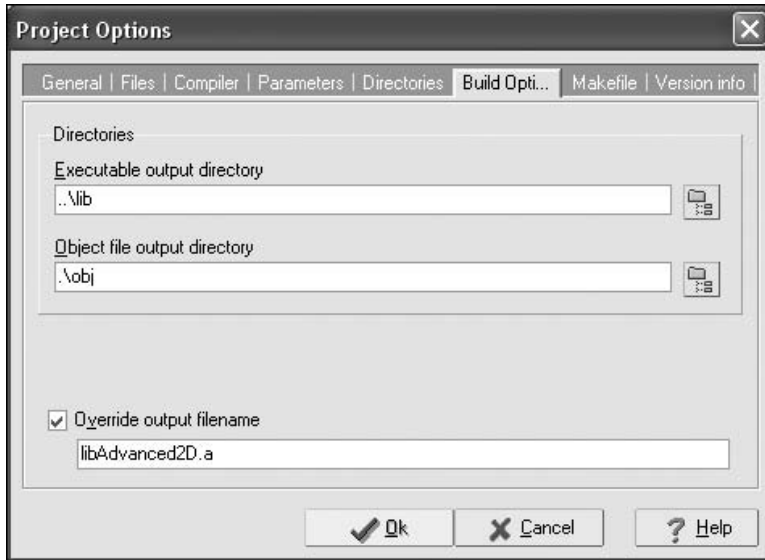 Project Options
General | Files | Compiler | Parameters | Directories | Build Opti... | Makefile | Version info |
Directories
Executable output directory
..\lib
Object file output directory
.\obj
Override output filename
libAdvanced2D.a
Ok Cancel ? Help